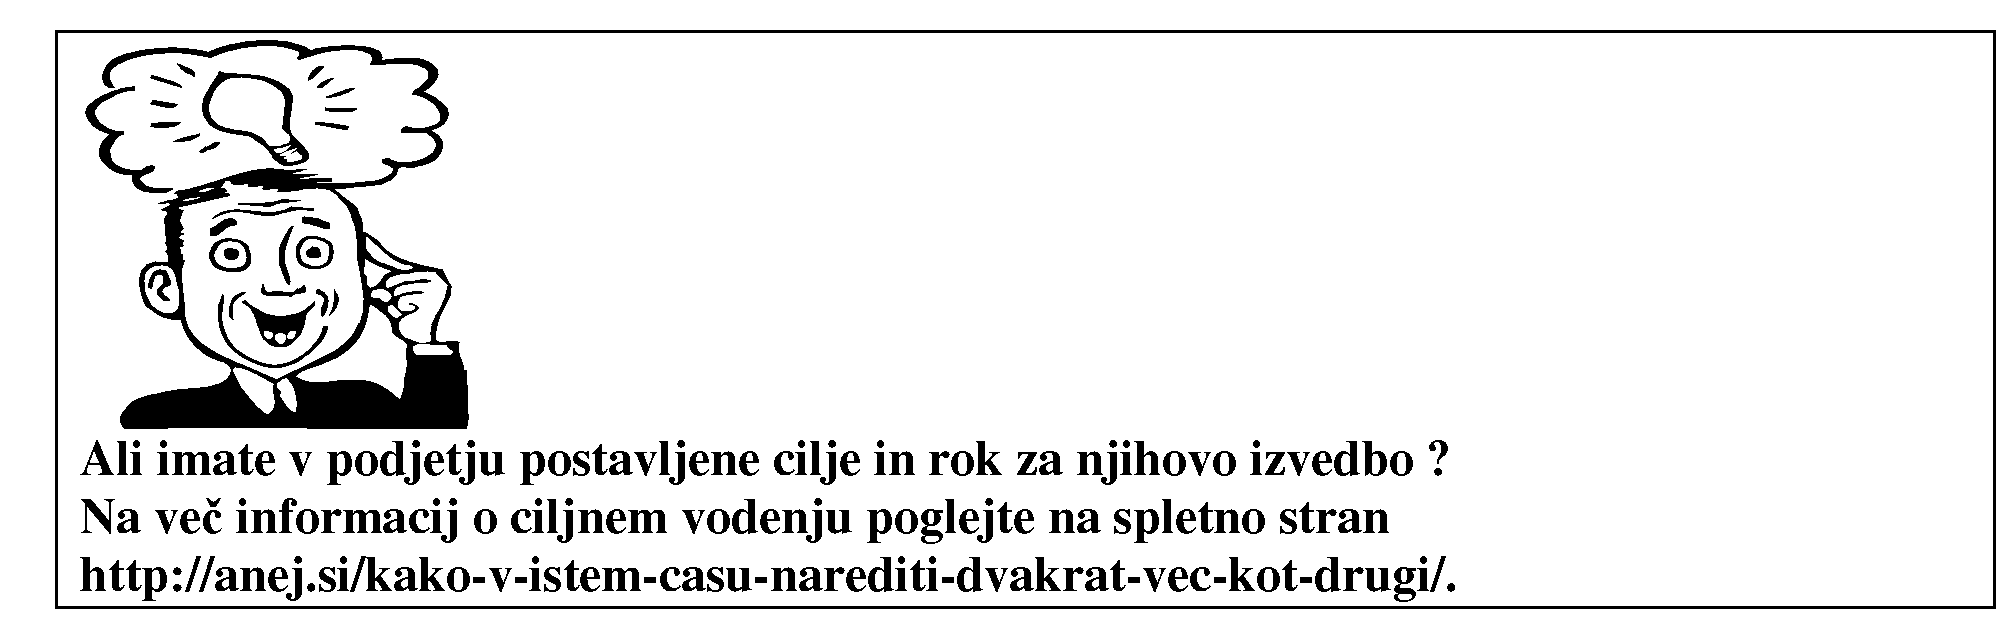 Ali imate v podjetju postavljene cilje in rok za njihovo izvedbo ?
Na več informacij o ciljnem vodenju poglejte na spletno stran
http://anej.si/kako-v-istem-casu-narediti-dvakrat-vec-kot-drugi/.